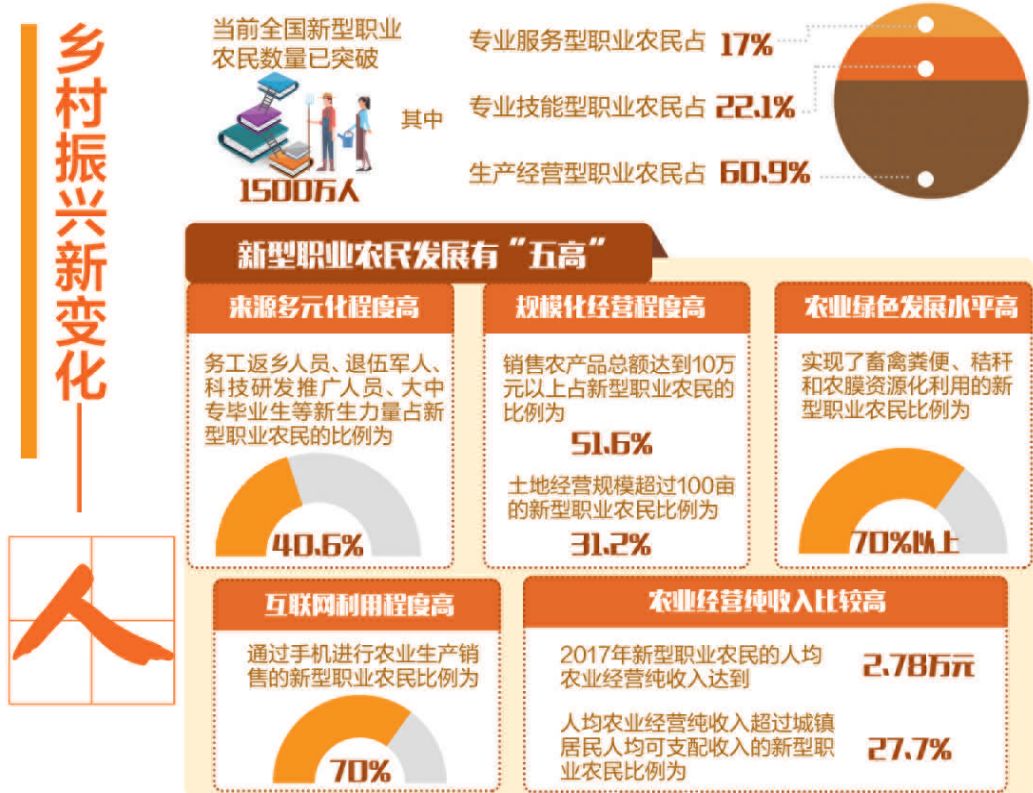 乡村振兴新变化——
人
当前全国新型职业
农民数量已突破
1500万人
其中
专业服务型职业农民占 17%
专业技能型职业农民占 22.1%
生产经营型职业农民占 60.9%
新型职业农民发展有“五高”
来源多元化程度高
务工返乡人员、退伍军人、
科技研发推广人员、大中
专毕业生等新生力量占新
型职业农民的比例为
40.6%
规模化经营程度高
销售农产品总额达到10万
元以上占新型职业农民的
比例为
51.6%
土地经营规模超过100亩
的新型职业农民比例为
31.2%
农业绿色发展水平高
实现了畜禽粪便、秸秆
和农膜资源化利用的新
型职业农民比例为
70%以上
互联网利用程度高
通过手机进行农业生产销
售的新型职业农民比例为
70%
农业经营纯收入比较高
2017年新型职业农民的人均
农业经营纯收入达到
2.78万元
人均农业经营纯收入超过城镇
居民人均可支配收入的新型职
业农民比例为
27.7%